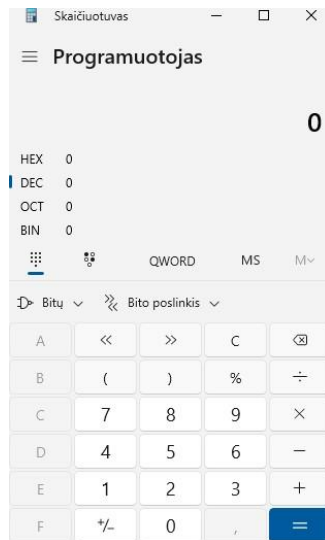 Skaičiuotuvas
Programuotojas
0
HEX 0
DEC 0
OCT 0
BIN 0
QWORD MS M
Bitų Bito poslinkis
A << >> C
B ( ) % ÷
C 7 8 9 ×
D 4 5 6 −
E 1 2 3 +
F +/− 0 , =